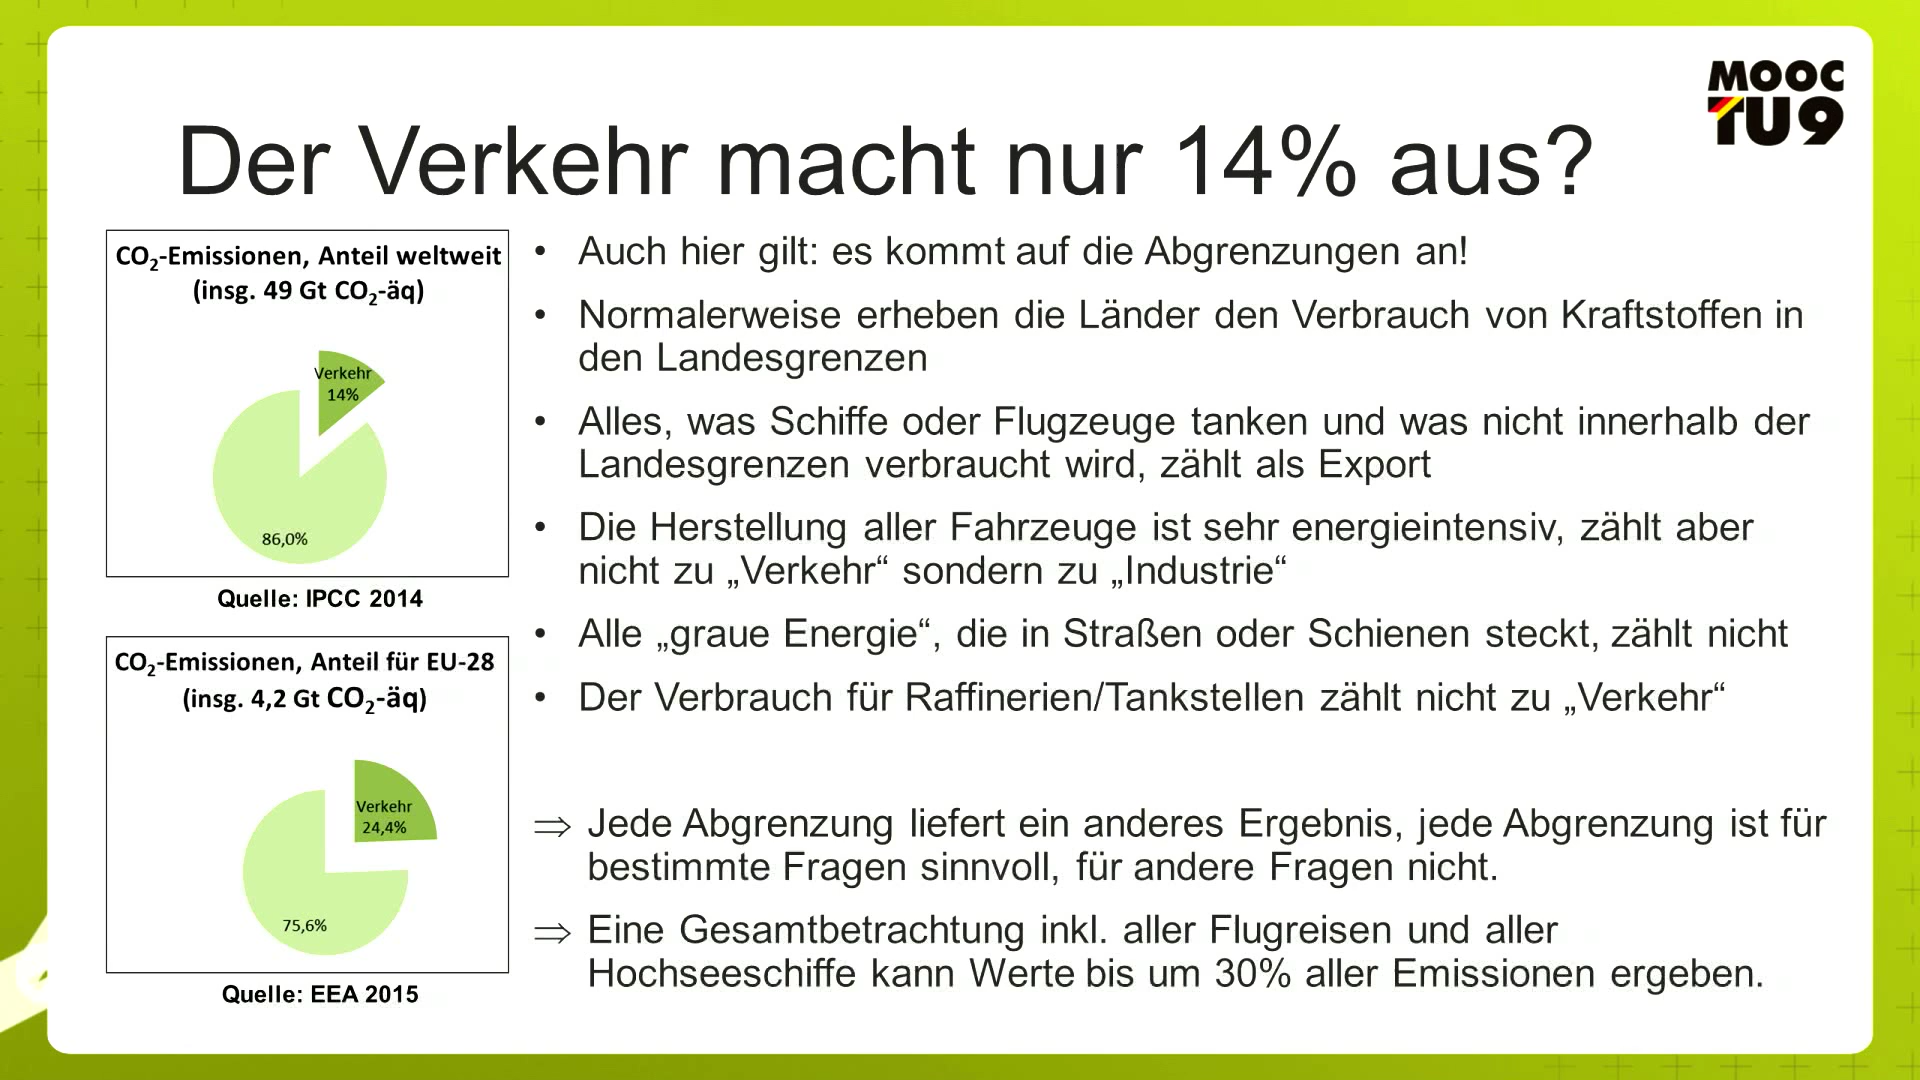 MOOC
TU9
Der Verkehr macht nur 14% aus?
CO₂-Emissionen, Anteil weltweit
(insg. 49 Gt CO₂-äq)
Verkehr
14%
86,0%
Quelle: IPCC 2014
CO₂-Emissionen, Anteil für EU-28
(insg. 4,2 Gt CO₂-äq)
Verkehr
24,4%
75,6%
Quelle: EEA 2015
• Auch hier gilt: es kommt auf die Abgrenzungen an!
• Normalerweise erheben die Länder den Verbrauch von Kraftstoffen in
den Landesgrenzen
• Alles, was Schiffe oder Flugzeuge tanken und was nicht innerhalb der
Landesgrenzen verbraucht wird, zählt als Export
• Die Herstellung aller Fahrzeuge ist sehr energieintensiv, zählt aber
nicht zu „Verkehr“ sondern zu „Industrie“
• Alle „graue Energie“, die in Straßen oder Schienen steckt, zählt nicht
• Der Verbrauch für Raffinerien/Tankstellen zählt nicht zu „Verkehr“
⇒ Jede Abgrenzung liefert ein anderes Ergebnis, jede Abgrenzung ist für
bestimmte Fragen sinnvoll, für andere Fragen nicht.
⇒ Eine Gesamtbetrachtung inkl. aller Flugreisen und aller
Hochseeschiffe kann Werte bis um 30% aller Emissionen ergeben.